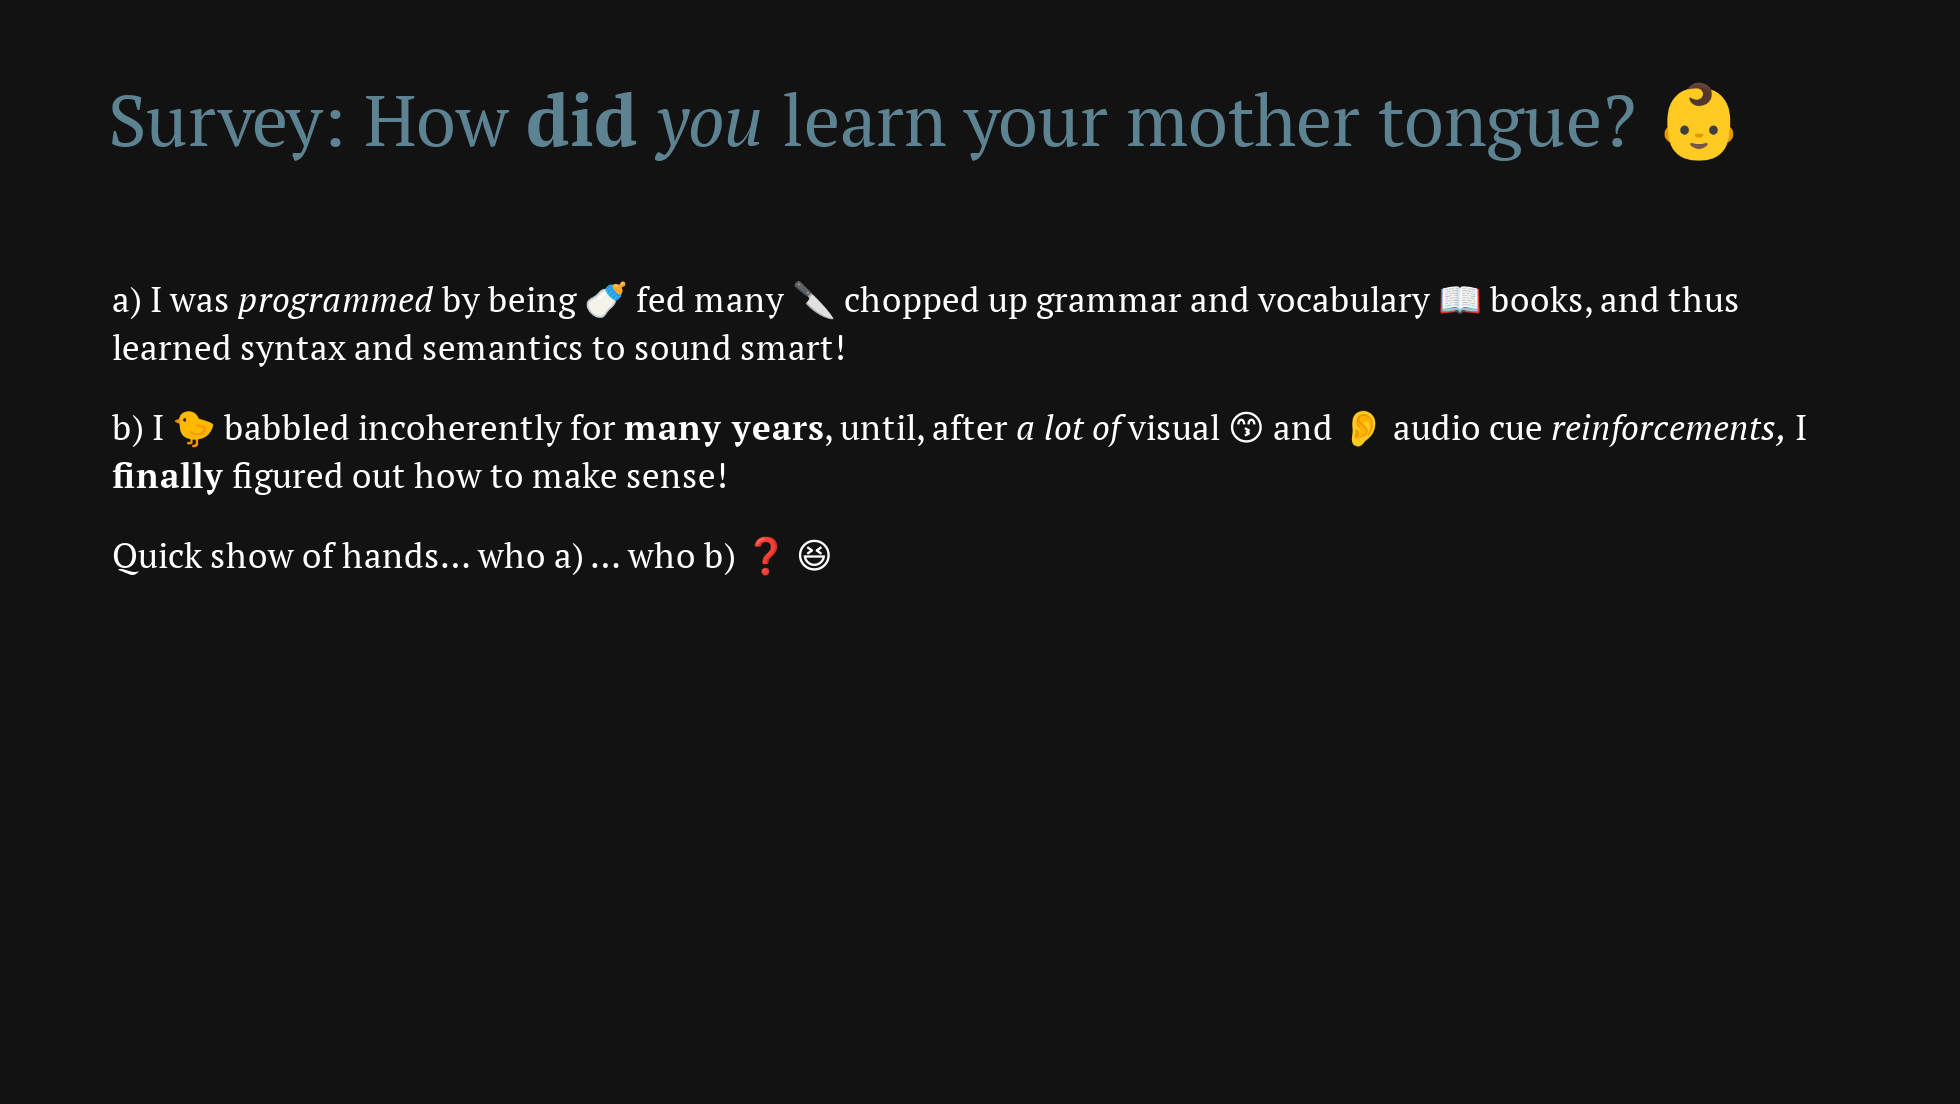 Survey: How did you learn your mother tongue? 👶
a) I was programmed by being 🍼 fed many 🔪 chopped up grammar and vocabulary 📖 books, and thus
learned syntax and semantics to sound smart!
b) I 🐤 babbled incoherently for many years, until, after a lot of visual 😙 and 👂 audio cue reinforcements, I
finally figured out how to make sense!
Quick show of hands… who a) … who b) ❓ 😆